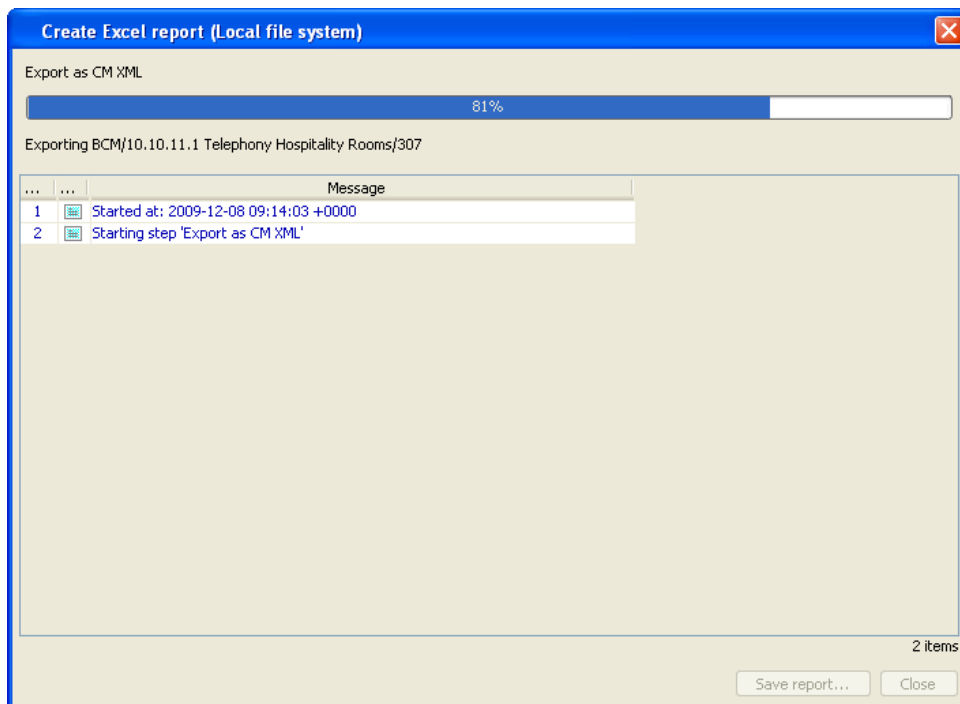 Create Excel report (Local file system)
Export as CM XML
81%
Exporting BCM/10.10.11.1 Telephony Hospitality Rooms/307
... ... Message
1 Started at: 2009-12-08 09:14:03 +0000
2 Starting step 'Export as CM XML'
2 items
Save report... Close